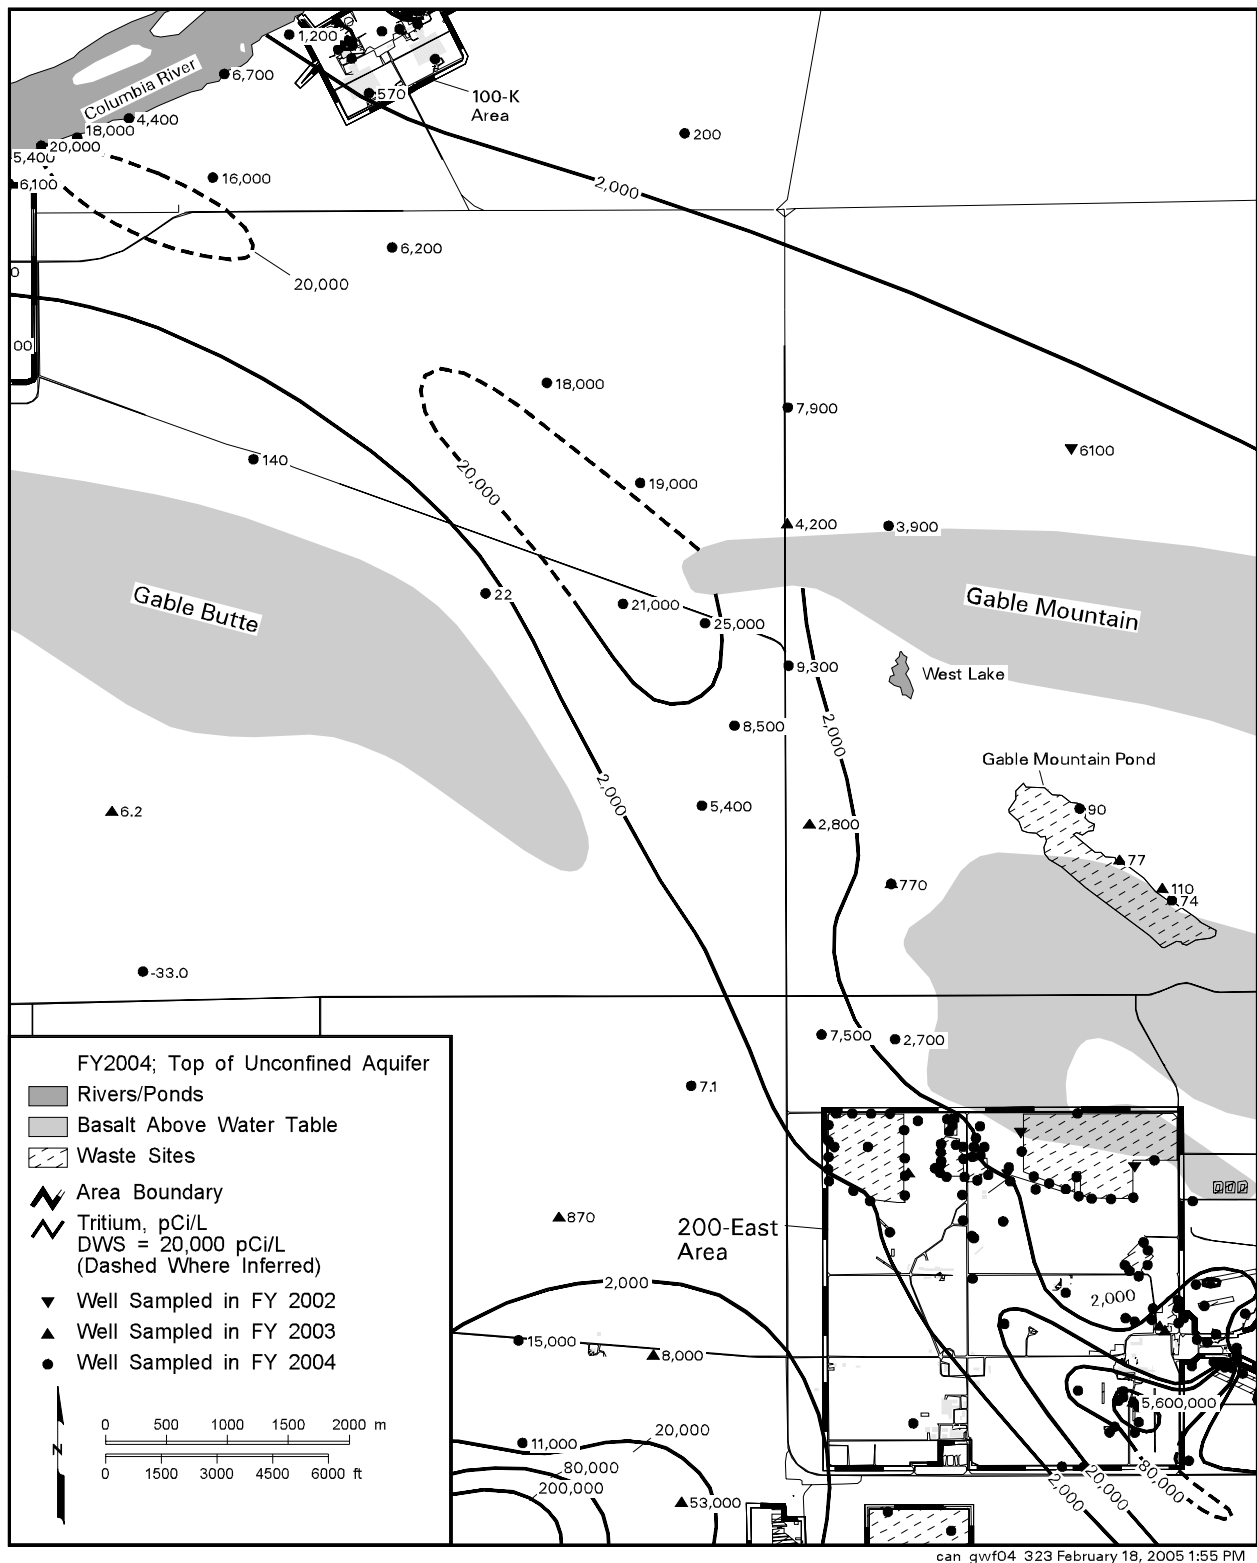 1,200
6,700
Columbia River
570
100-K
Area
4,400
18,000
20,000
5,400
6,100
200
16,000
2,000
6,200
20,000
0
00
18,000
7,900
6100
140
20,000
19,000
4,200
3,900
Gable Butte
22
21,000
25,000
Gable Mountain
9,300
West Lake
8,500
2,000
Gable Mountain Pond
2,000
5,400
90
6.2
2,800
77
770
110
74
-33.0
7,500
2,700
7.1
FY2004; Top of Unconfined Aquifer
Rivers/Ponds
Basalt Above Water Table
Waste Sites
Area Boundary
Tritium, pCi/L
DWS = 20,000 pCi/L
(Dashed Where Inferred)
Well Sampled in FY 2002
Well Sampled in FY 2003
Well Sampled in FY 2004
N
0 500 1000 1500 2000 m
0 1500 3000 4500 6000 ft
870
200-East
Area
2,000
2,000
15,000
8,000
5,600,000
20,000
11,000
80,000
200,000
53,000
2,000
20,000
80,000
can_gwf04_323 February 18, 2005 1:55 PM